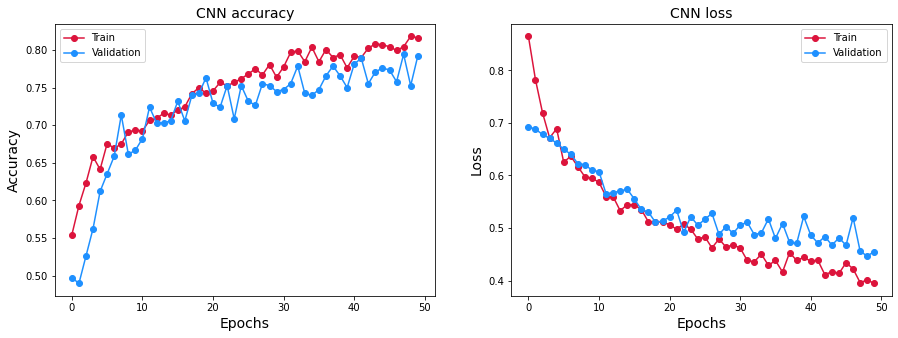 CNN accuracy
Train
Validation
Accuracy
0.80
0.75
0.70
0.65
0.60
0.55
0.50
0 10 20 30 40 50
Epochs
CNN loss
Train
Validation
Loss
0.8
0.7
0.6
0.5
0.4
0 10 20 30 40 50
Epochs